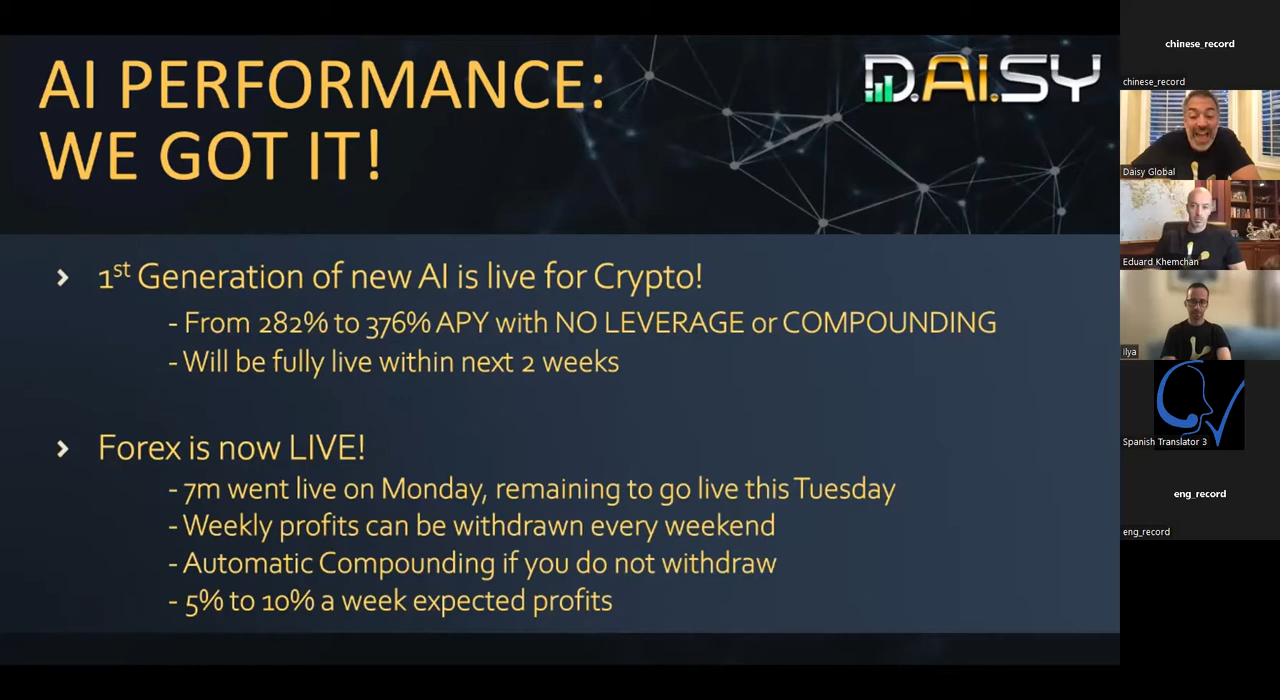 AI PERFORMANCE:
WE GOT IT!
D.AI.SY
1st Generation of new AI is live for Crypto!
- From 282% to 376% APY with NO LEVERAGE or COMPOUNDING
- Will be fully live within next 2 weeks
Forex is now LIVE!
- 7m went live on Monday, remaining to go live this Tuesday
- Weekly profits can be withdrawn every weekend
- Automatic Compounding if you do not withdraw
- 5% to 10% a week expected profits
chinese_record
chinese_record
Daisy Global
Eduard Khemchan
Ilya
Spanish Translator 3
eng_record
eng_record